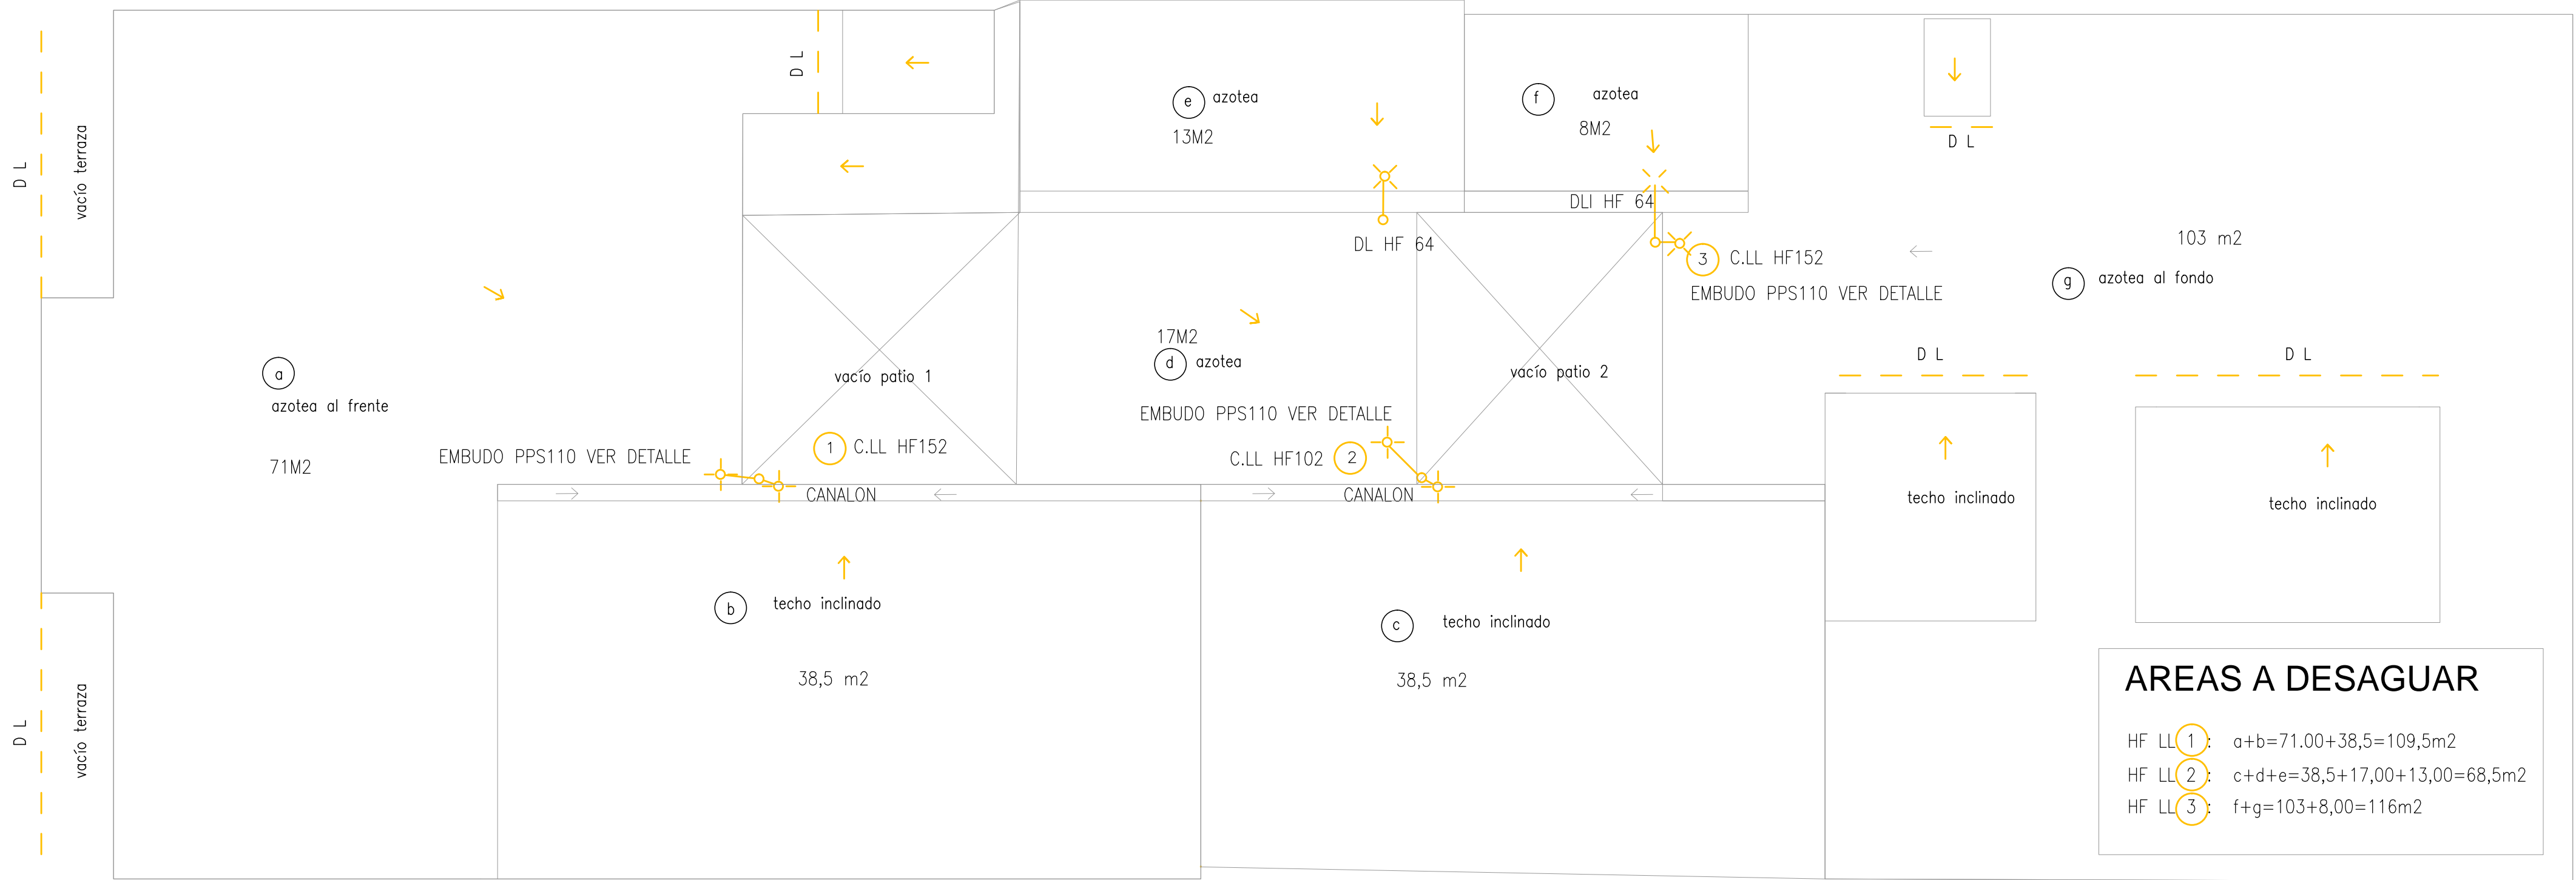 D L
vacío terraza
D L
e azotea
13M2
f azotea
8M2
D L
DLI HF 64
DL HF 64
3 C.LL HF152
EMBUDO PPS110 VER DETALLE
103 m2
g azotea al fondo
a
azotea al frente
71M2
vacío patio 1
17M2
d azotea
vacío patio 2
D L
D L
EMBUDO PPS110 VER DETALLE
1 C.LL HF152
EMBUDO PPS110 VER DETALLE
C.LL HF102 2
CANALON
CANALON
techo inclinado
techo inclinado
b techo inclinado
38,5 m2
c techo inclinado
38,5 m2
D L
vacío terraza
AREAS A DESAGUAR
HF LL 1 : a+b=71.00+38,5=109,5m2
HF LL 2 : c+d+e=38,5+17,00+13,00=68,5m2
HF LL 3 : f+g=103+8,00=116m2